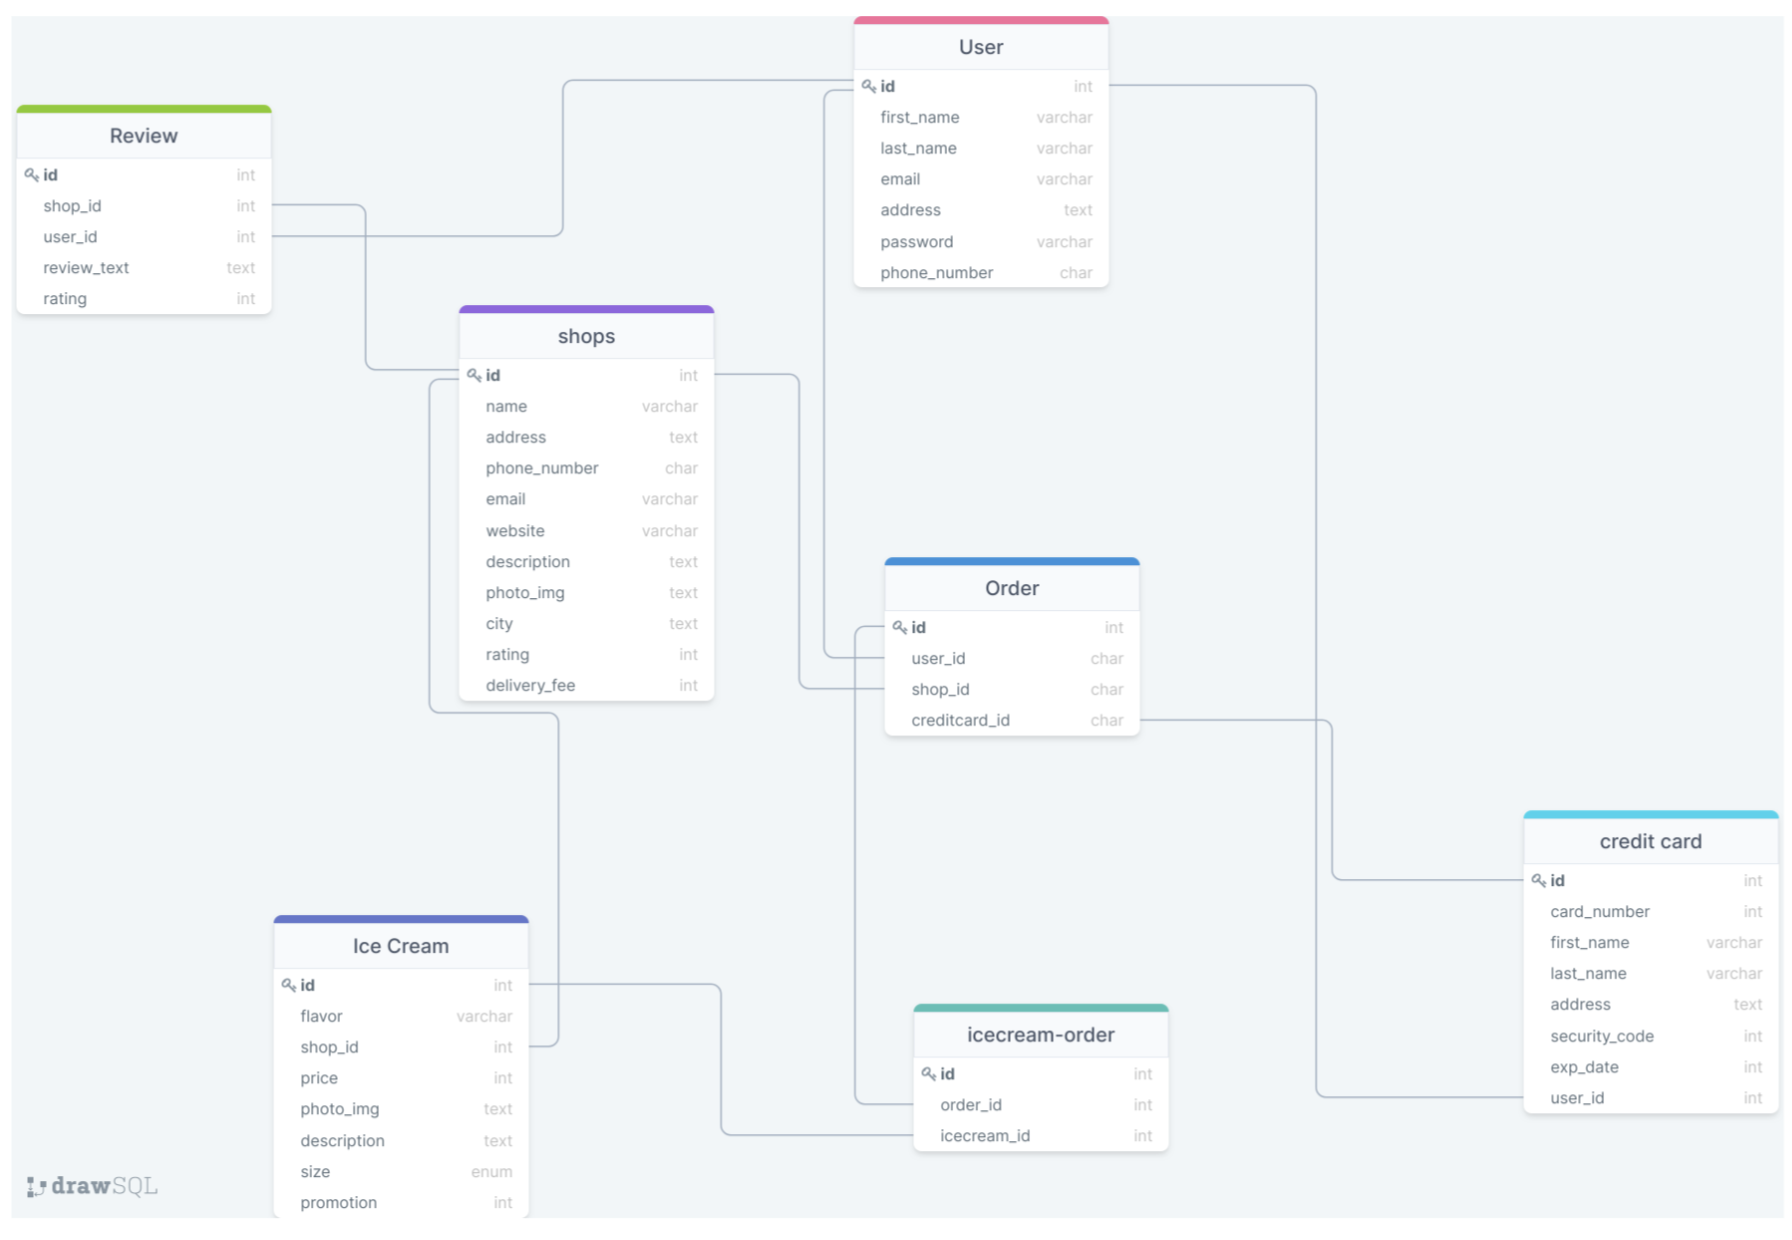 User
id int
first_name varchar
last_name varchar
email varchar
address text
password varchar
phone_number char
Review
id int
shop_id int
user_id int
review_text text
rating int
shops
id int
name varchar
address text
phone_number char
email varchar
website varchar
description text
photo_img text
city text
rating int
delivery_fee int
Order
id int
user_id char
shop_id char
creditcard_id char
credit card
id int
card_number int
first_name varchar
last_name varchar
address text
security_code int
exp_date int
user_id int
Ice Cream
id int
flavor varchar
shop_id int
price int
photo_img text
description text
size enum
promotion int
icecream-order
id int
order_id int
icecream_id int
drawSQL